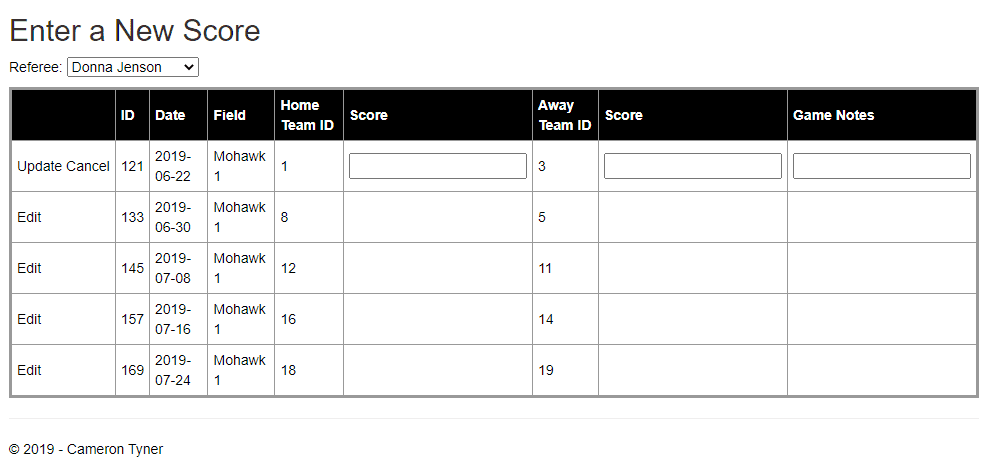 Enter a New Score
Referee: Donna Jenson
ID Date Field Home Team ID Score Away Team ID Score Game Notes
Update Cancel 121 2019-06-22 Mohawk 1 1 3
Edit 133 2019-06-30 Mohawk 1 8 5
Edit 145 2019-07-08 Mohawk 1 12 11
Edit 157 2019-07-16 Mohawk 1 16 14
Edit 169 2019-07-24 Mohawk 1 18 19
© 2019 - Cameron Tyner